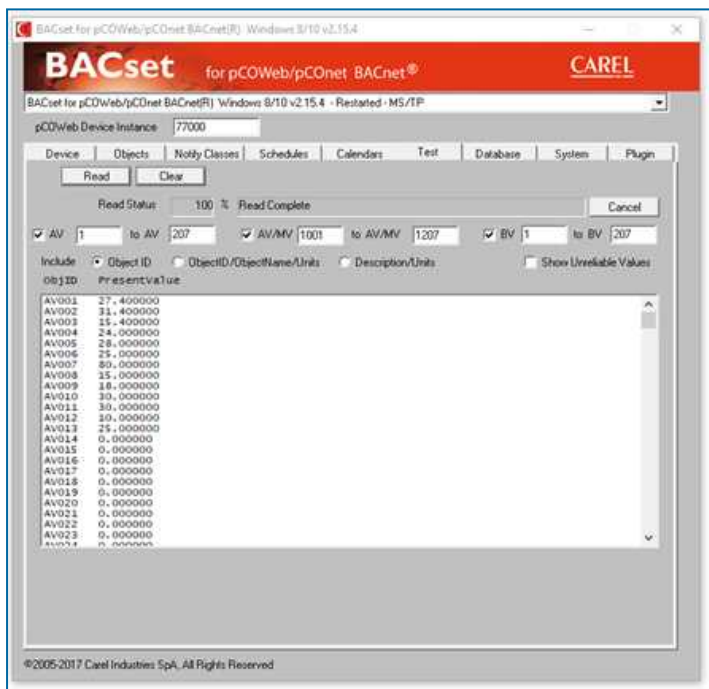 BACset for pCOWeb/pCOnet BACnet(R) Windows 8/10 v2.15.4
BACset for pCOWeb/pCOnet BACnet®
CAREL
BACset for pCOWeb/pCOnet BACnet(R) Windows 8/10 v2.15.4 - Restarted - MS/TP
pCOWeb Device Instance 77000
Device Objects Notify Classes Schedules Calendars Test Database System Plugin
Read Clear
Read Status 100 % Read Complete Cancel
AV 1 to AV 207 AV/MV 1001 to AV/MV 1207 BV 1 to BV 207
Include Object ID ObjectID/ObjectName/Units Description/Units Show Unreliable Values
ObjID PresentValue
AV001 27.400000
AV002 31.400000
AV003 15.400000
AV004 24.000000
AV005 28.000000
AV006 25.000000
AV007 80.000000
AV008 15.000000
AV009 18.000000
AV010 30.000000
AV011 30.000000
AV012 10.000000
AV013 25.000000
AV014 0.000000
AV015 0.000000
AV016 0.000000
AV017 0.000000
AV018 0.000000
AV019 0.000000
AV020 0.000000
AV021 0.000000
AV022 0.000000
AV023 0.000000
AV024 0.000000
©2005-2017 Carel Industries SpA, All Rights Reserved